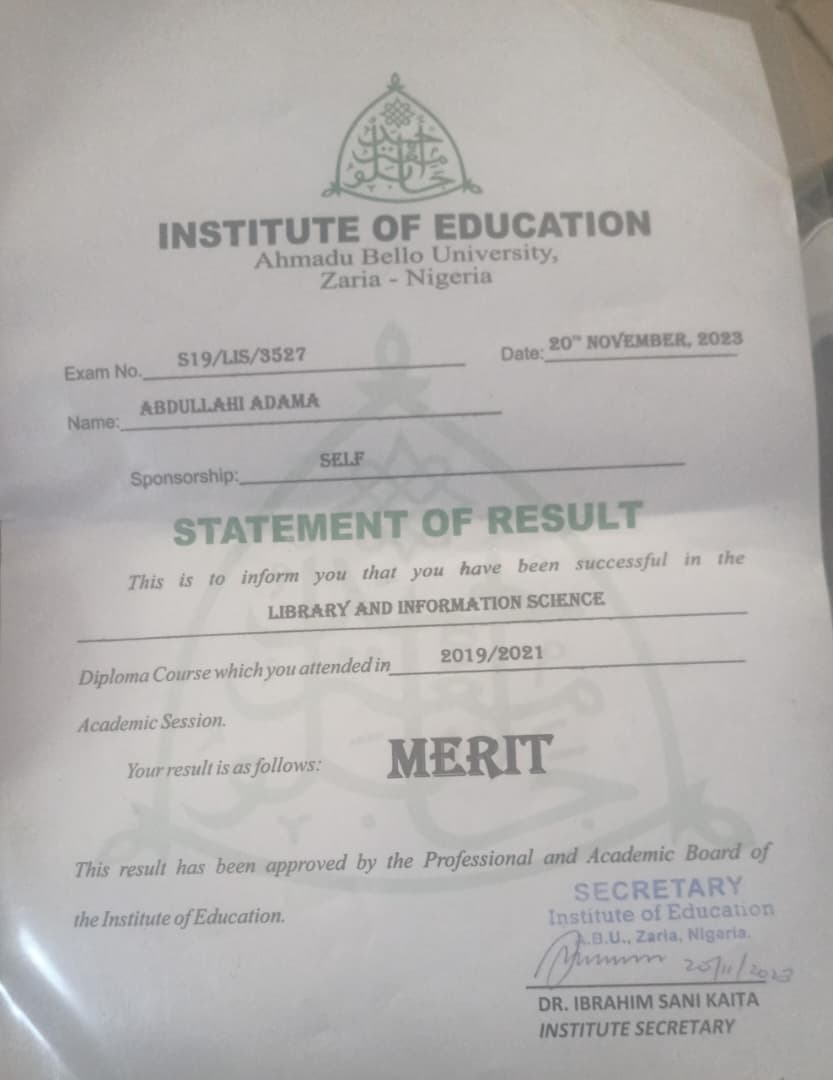 INSTITUTE OF EDUCATION
Ahmadu Bello University,
Zaria - Nigeria
Exam No. S19/LIS/3527 Date: 20TH NOVEMBER, 2023
Name: ABDULLAHI ADAMA
Sponsorship: SELF
STATEMENT OF RESULT
This is to inform you that you have been successful in the
LIBRARY AND INFORMATION SCIENCE
Diploma Course which you attended in 2019/2021
Academic Session.
Your result is as follows: MERIT
This result has been approved by the Professional and Academic Board of
the Institute of Education.
SECRETARY
Institute of Education
A.B.U., Zaria, Nigeria.
20/11/2023
DR. IBRAHIM SANI KAITA
INSTITUTE SECRETARY